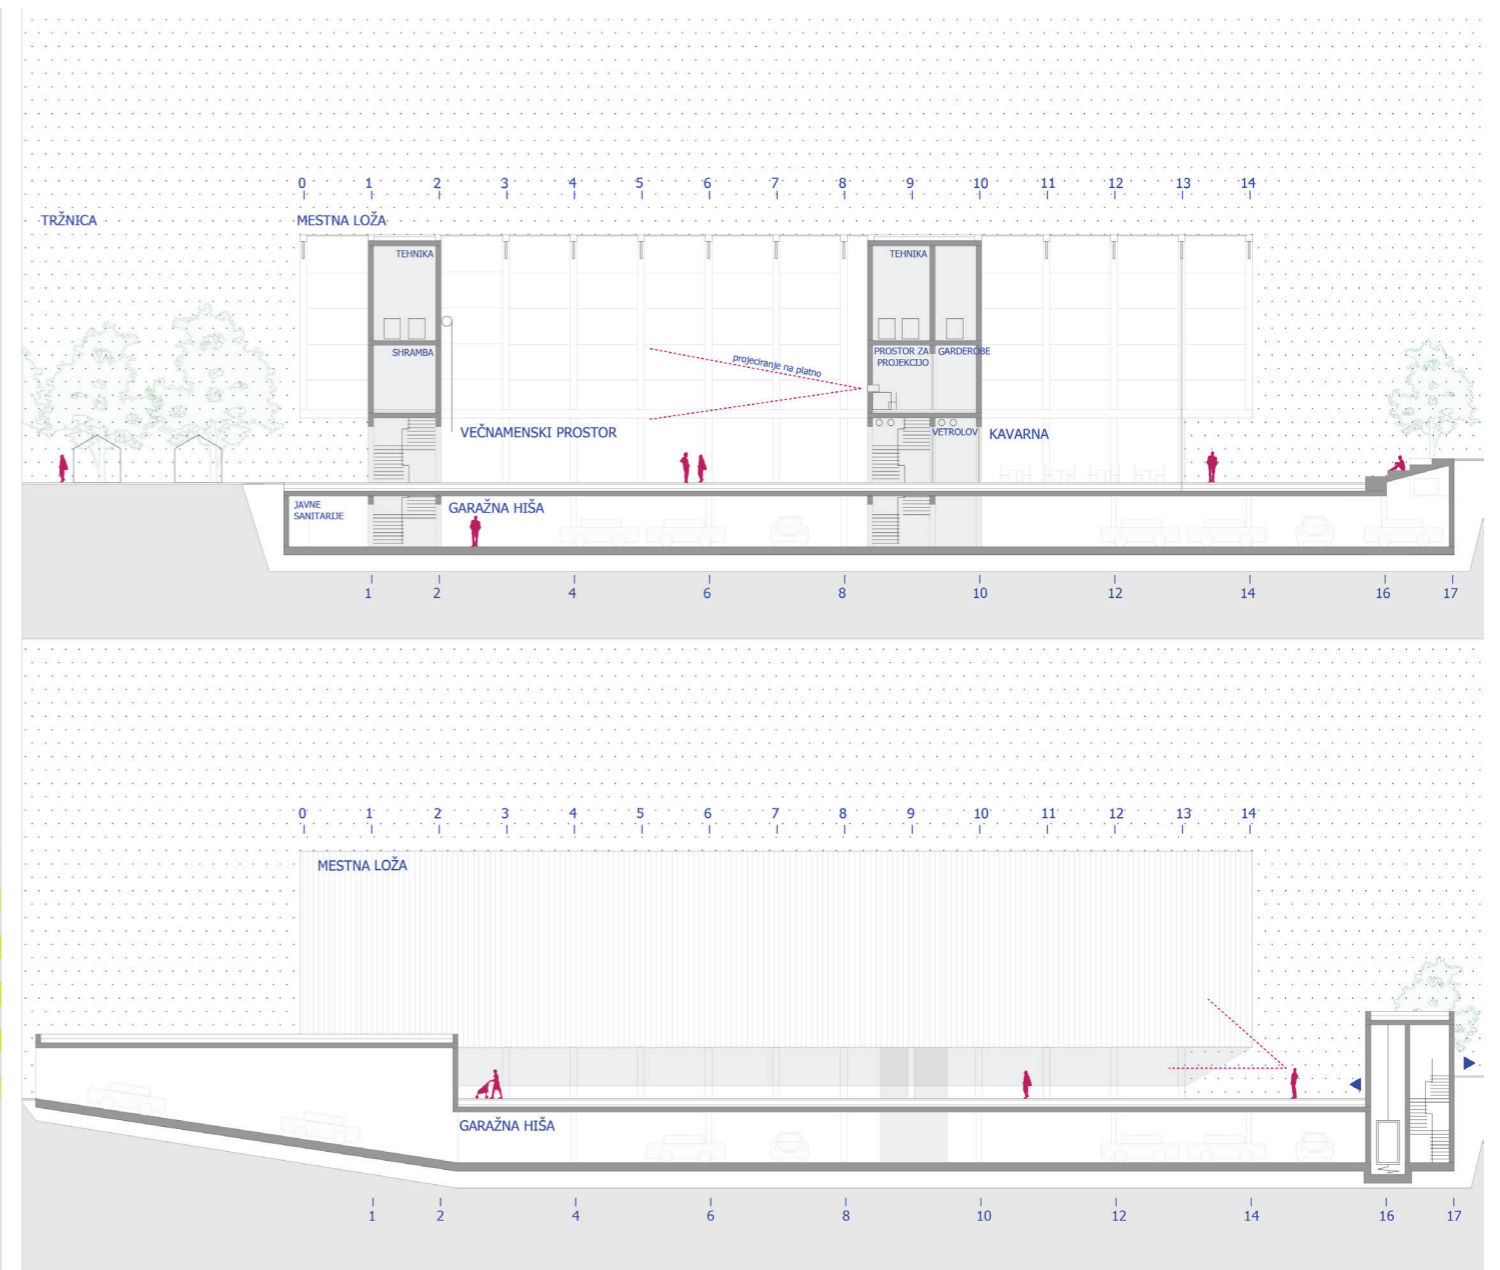 0 1 2 3 4 5 6 7 8 9 10 11 12 13 14
TRŽNICA
MESTNA LOŽA
TEHNIKA
TEHNIKA
SHRAMBA
projeciranje na platno
PROSTOR ZA
PROJEKCIJO
GARDEROBE
VEČNAMENSKI PROSTOR
VETROLOV
KAVARNA
JAVNE
SANITARIJE
GARAŽNA HIŠA
1 2 4 6 8 10 12 14 16 17
0 1 2 3 4 5 6 7 8 9 10 11 12 13 14
MESTNA LOŽA
GARAŽNA HIŠA
1 2 4 6 8 10 12 14 16 17